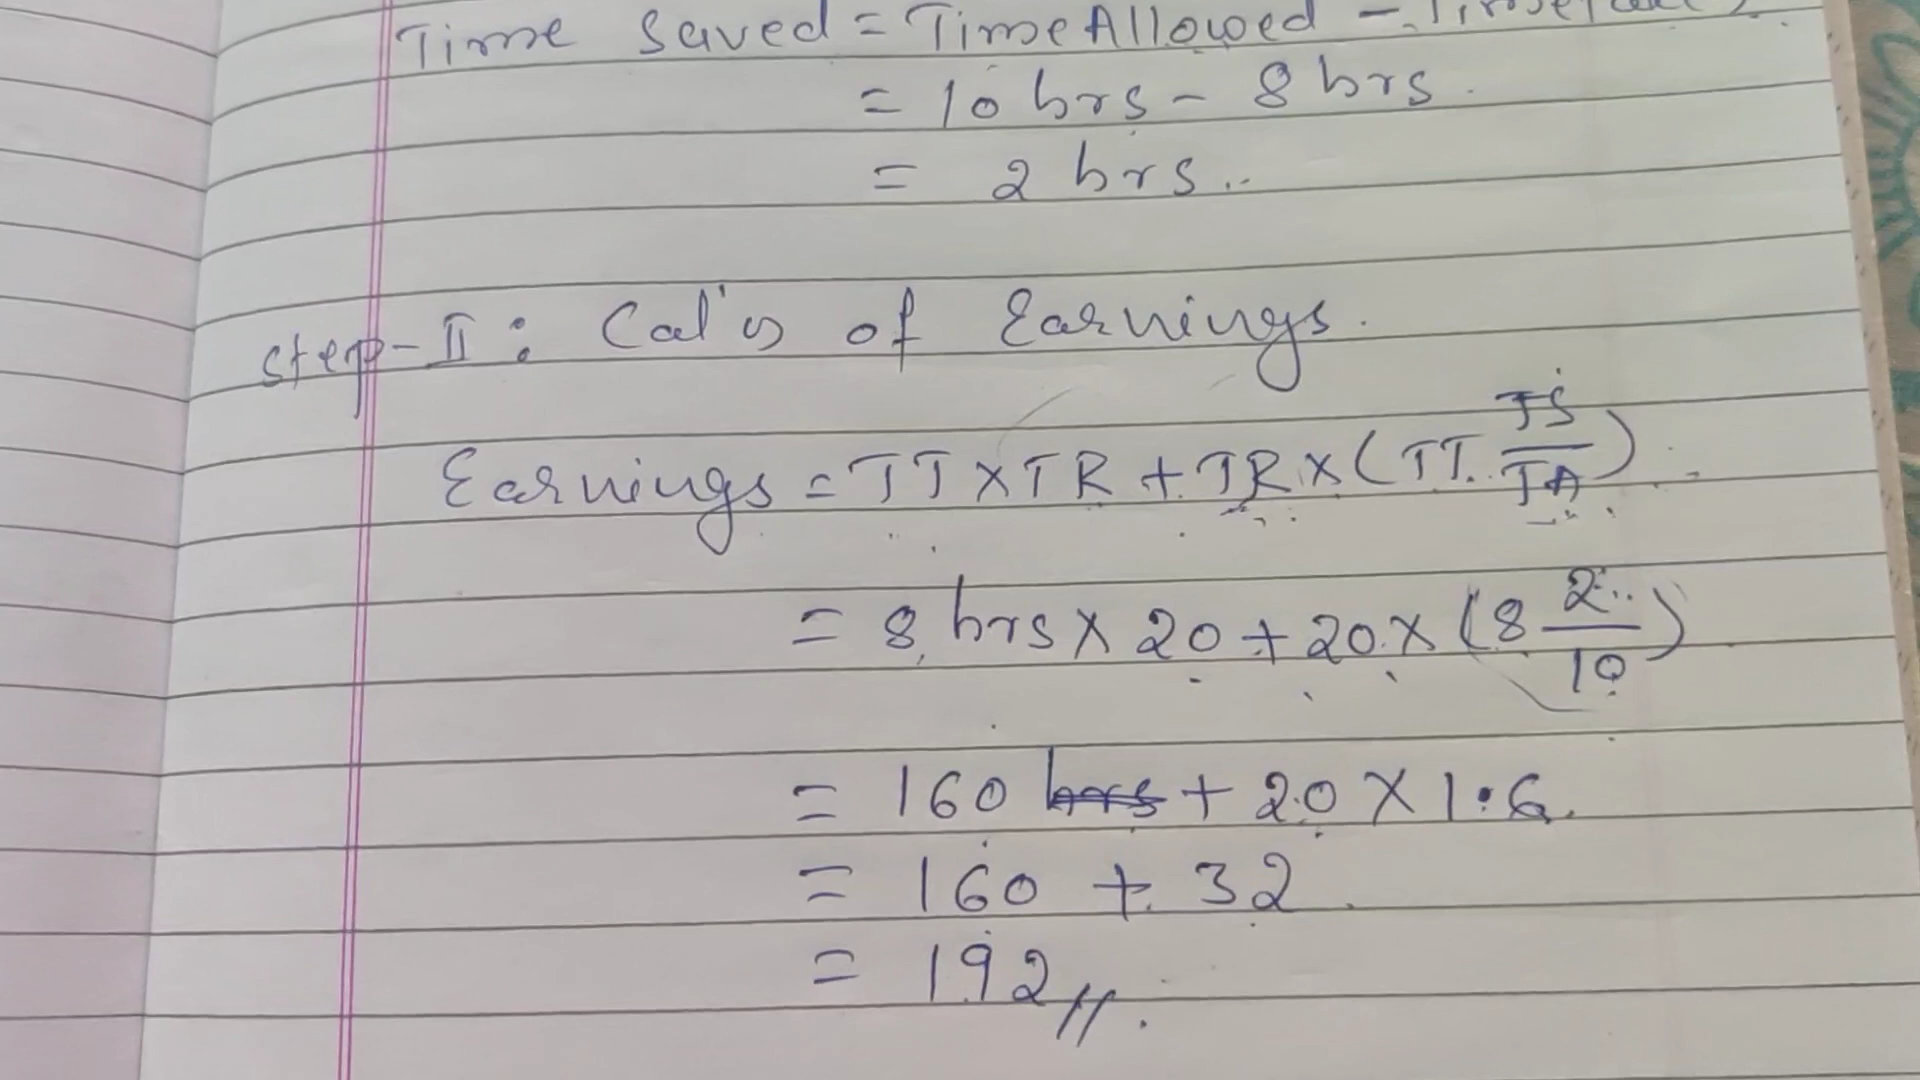 Time Saved = Time Allowed -
= 10 hrs - 8 hrs.
= 2 hrs.
Step-II: Cal's of Earnings.
Earnings = TT X TR + TR X (TT. TS/TA)
= 8 hrs X 20 + 20 X (8 2/10)
= 160 hrs + 20 X 1.6.
= 160 + 32
= 192